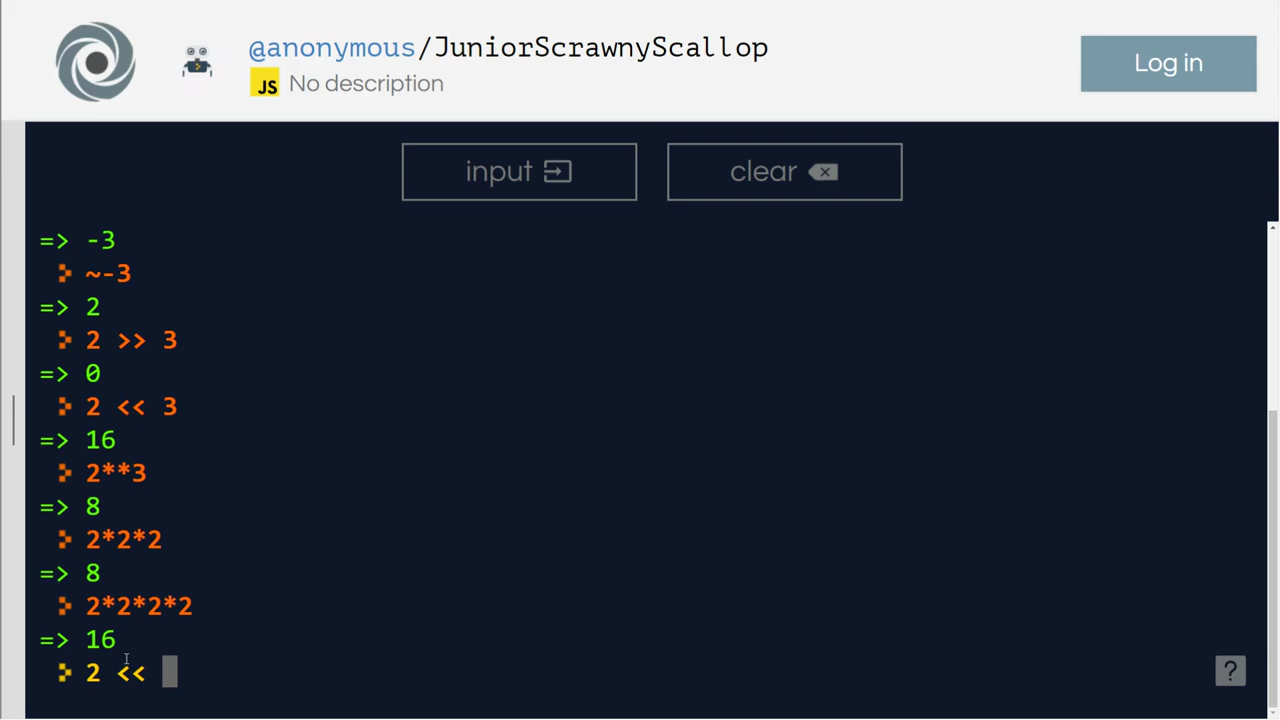 @anonymous/JuniorScrawnyScallop
JS No description
Log in
input
clear
=> -3
~-3
=> 2
2 >> 3
=> 0
2 << 3
=> 16
2**3
=> 8
2*2*2
=> 8
2*2*2*2
=> 16
2 <<
?